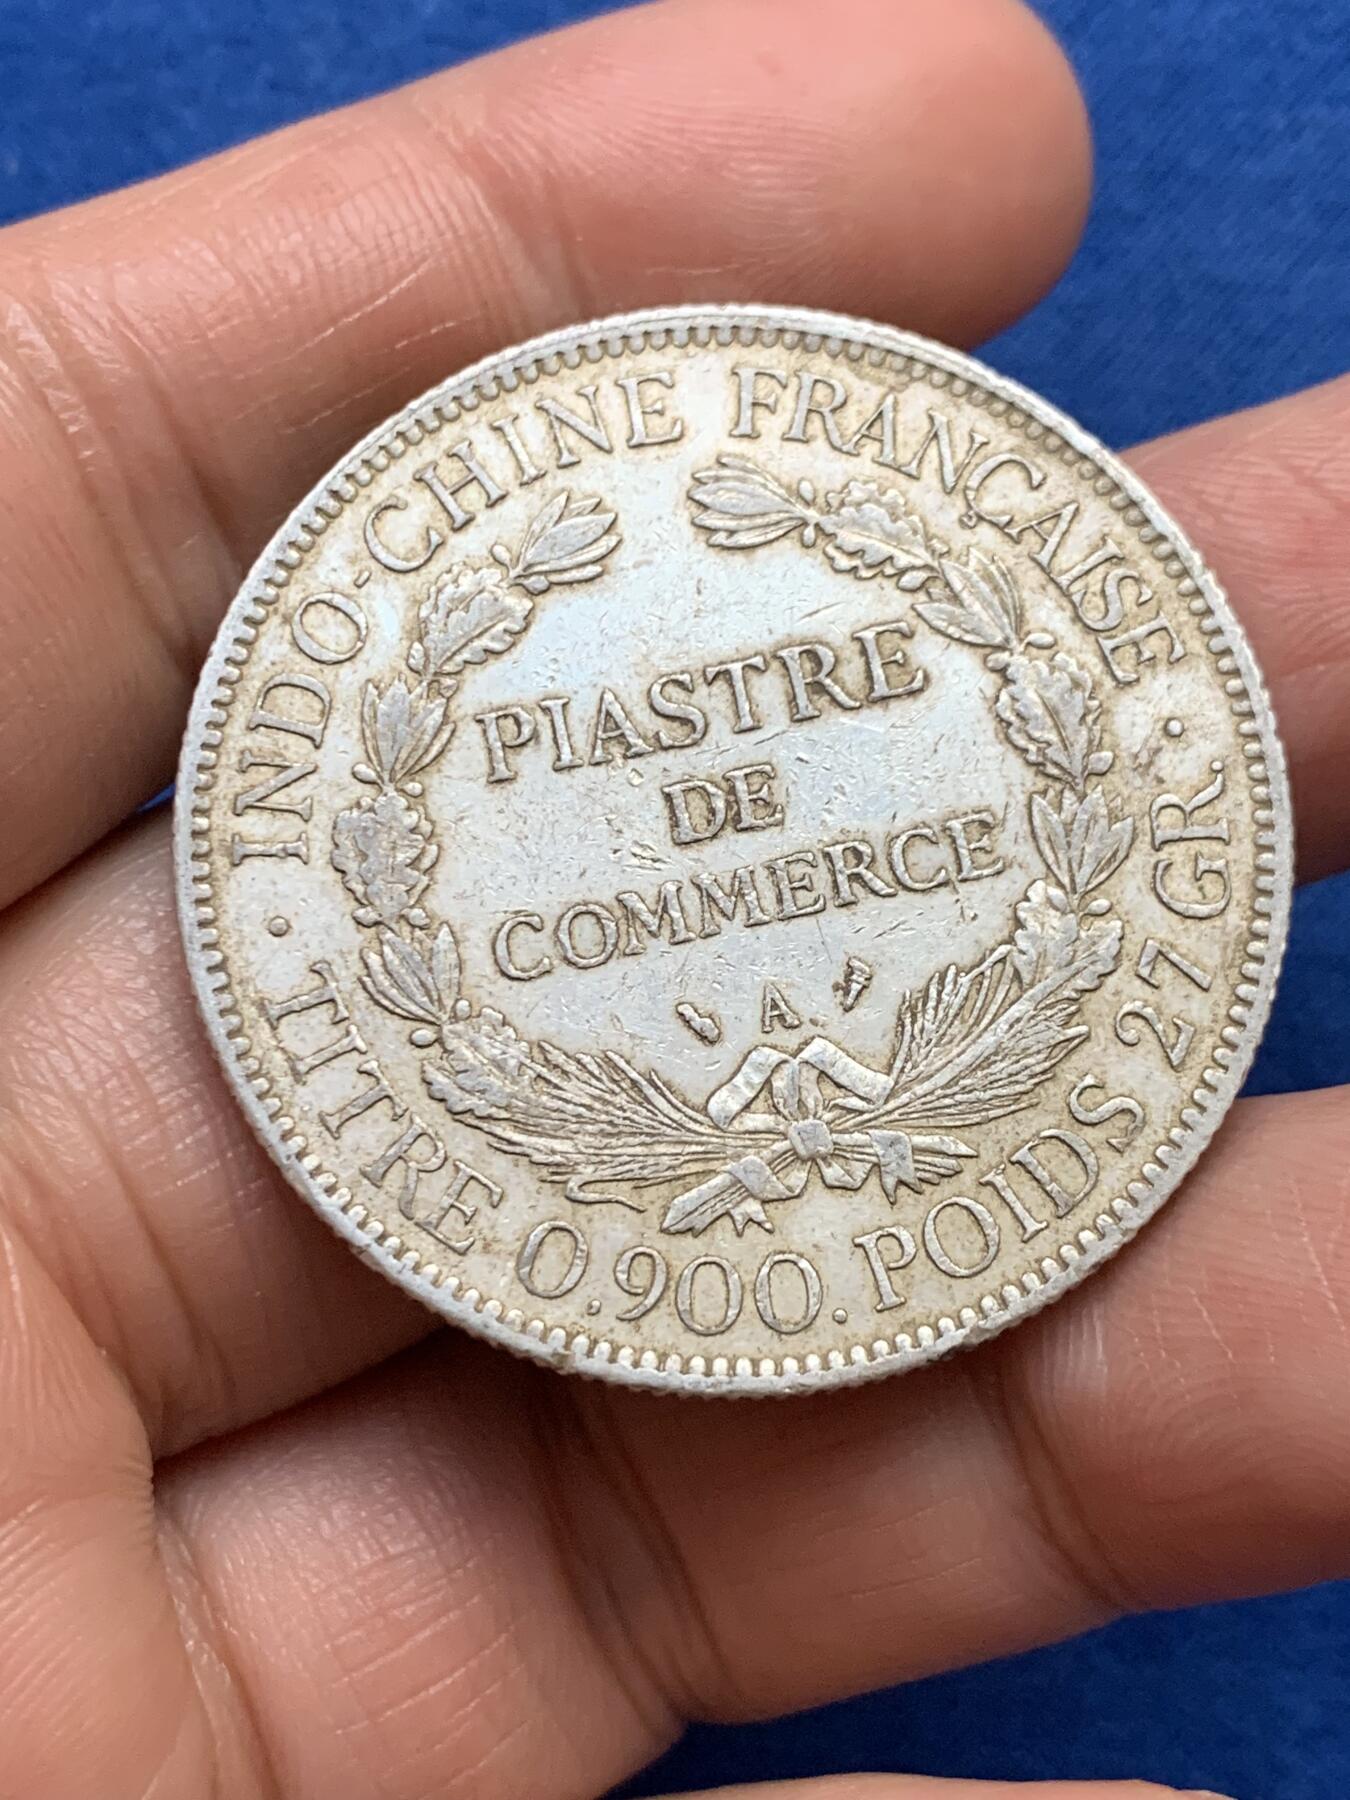 INDO-CHINE FRANÇAISE
PIASTRE
DE
COMMERCE
A
· TITRE 0.900. POIDS 27 GR. ·